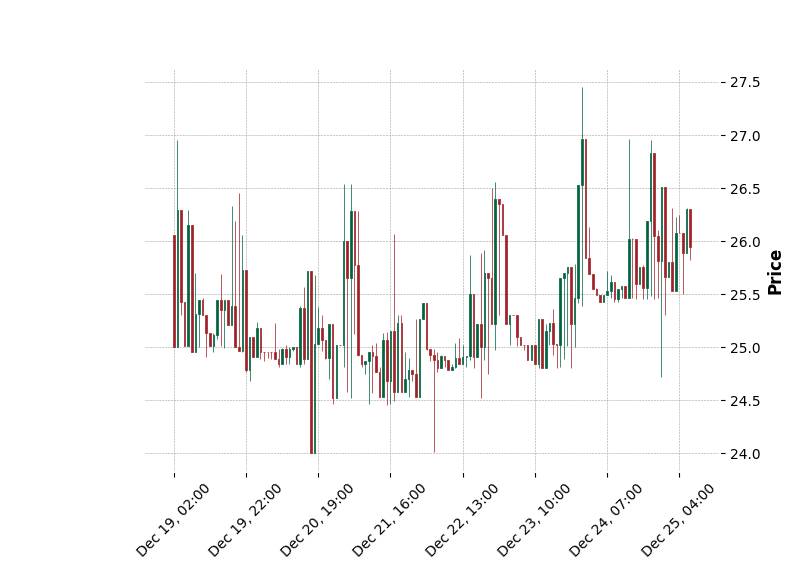 27.5
27.0
26.5
26.0
25.5
25.0
24.5
24.0
Price
Dec 19, 02:00
Dec 19, 22:00
Dec 20, 19:00
Dec 21, 16:00
Dec 22, 13:00
Dec 23, 10:00
Dec 24, 07:00
Dec 25, 04:00